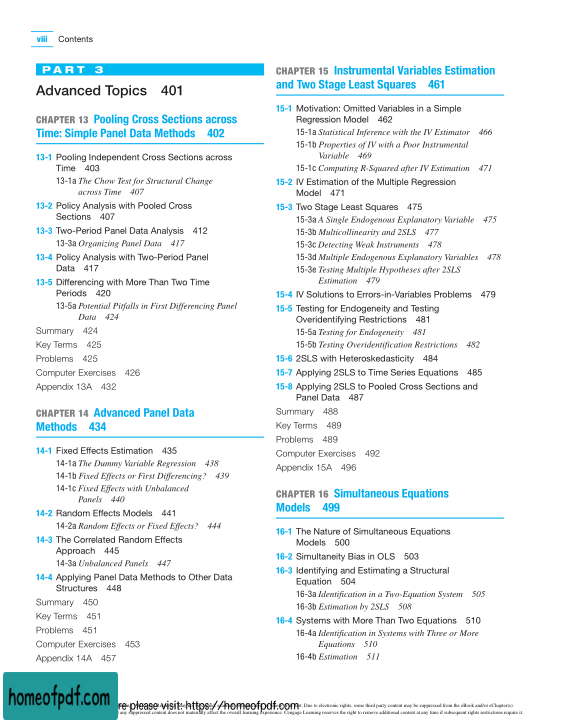 viii Contents
PART 3
Advanced Topics 401
CHAPTER 13 Pooling Cross Sections across
Time: Simple Panel Data Methods 402
13-1 Pooling Independent Cross Sections across
Time 403
13-1a The Chow Test for Structural Change
across Time 407
13-2 Policy Analysis with Pooled Cross
Sections 407
13-3 Two-Period Panel Data Analysis 412
13-3a Organizing Panel Data 417
13-4 Policy Analysis with Two-Period Panel
Data 417
13-5 Differencing with More Than Two Time
Periods 420
13-5a Potential Pitfalls in First Differencing Panel
Data 424
Summary 424
Key Terms 425
Problems 425
Computer Exercises 426
Appendix 13A 432
CHAPTER 14 Advanced Panel Data
Methods 434
14-1 Fixed Effects Estimation 435
14-1a The Dummy Variable Regression 438
14-1b Fixed Effects or First Differencing? 439
14-1c Fixed Effects with Unbalanced
Panels 440
14-2 Random Effects Models 441
14-2a Random Effects or Fixed Effects? 444
14-3 The Correlated Random Effects
Approach 445
14-3a Unbalanced Panels 447
14-4 Applying Panel Data Methods to Other Data
Structures 448
Summary 450
Key Terms 451
Problems 451
Computer Exercises 453
Appendix 14A 457
CHAPTER 15 Instrumental Variables Estimation
and Two Stage Least Squares 461
15-1 Motivation: Omitted Variables in a Simple
Regression Model 462
15-1a Statistical Inference with the IV Estimator 466
15-1b Properties of IV with a Poor Instrumental
Variable 469
15-1c Computing R-Squared after IV Estimation 471
15-2 IV Estimation of the Multiple Regression
Model 471
15-3 Two Stage Least Squares 475
15-3a A Single Endogenous Explanatory Variable 475
15-3b Multicollinearity and 2SLS 477
15-3c Detecting Weak Instruments 478
15-3d Multiple Endogenous Explanatory Variables 478
15-3e Testing Multiple Hypotheses after 2SLS
Estimation 479
15-4 IV Solutions to Errors-in-Variables Problems 479
15-5 Testing for Endogeneity and Testing
Overidentifying Restrictions 481
15-5a Testing for Endogeneity 481
15-5b Testing Overidentification Restrictions 482
15-6 2SLS with Heteroskedasticity 484
15-7 Applying 2SLS to Time Series Equations 485
15-8 Applying 2SLS to Pooled Cross Sections and
Panel Data 487
Summary 488
Key Terms 489
Problems 489
Computer Exercises 492
Appendix 15A 496
CHAPTER 16 Simultaneous Equations
Models 499
16-1 The Nature of Simultaneous Equations
Models 500
16-2 Simultaneity Bias in OLS 503
16-3 Identifying and Estimating a Structural
Equation 504
16-3a Identification in a Two-Equation System 505
16-3b Estimation by 2SLS 508
16-4 Systems with More Than Two Equations 510
16-4a Identification in Systems with Three or More
Equations 510
16-4b Estimation 511
homeofpdf.com
please visit: https://homeofpdf.com
Due to electronic rights, some third party content may be suppressed from the eBook and/or eChapter(s).
any suppressed content does not materially affect the overall learning experience. Cengage Learning reserves the right to remove additional content at any time if subsequent rights restrictions require it.